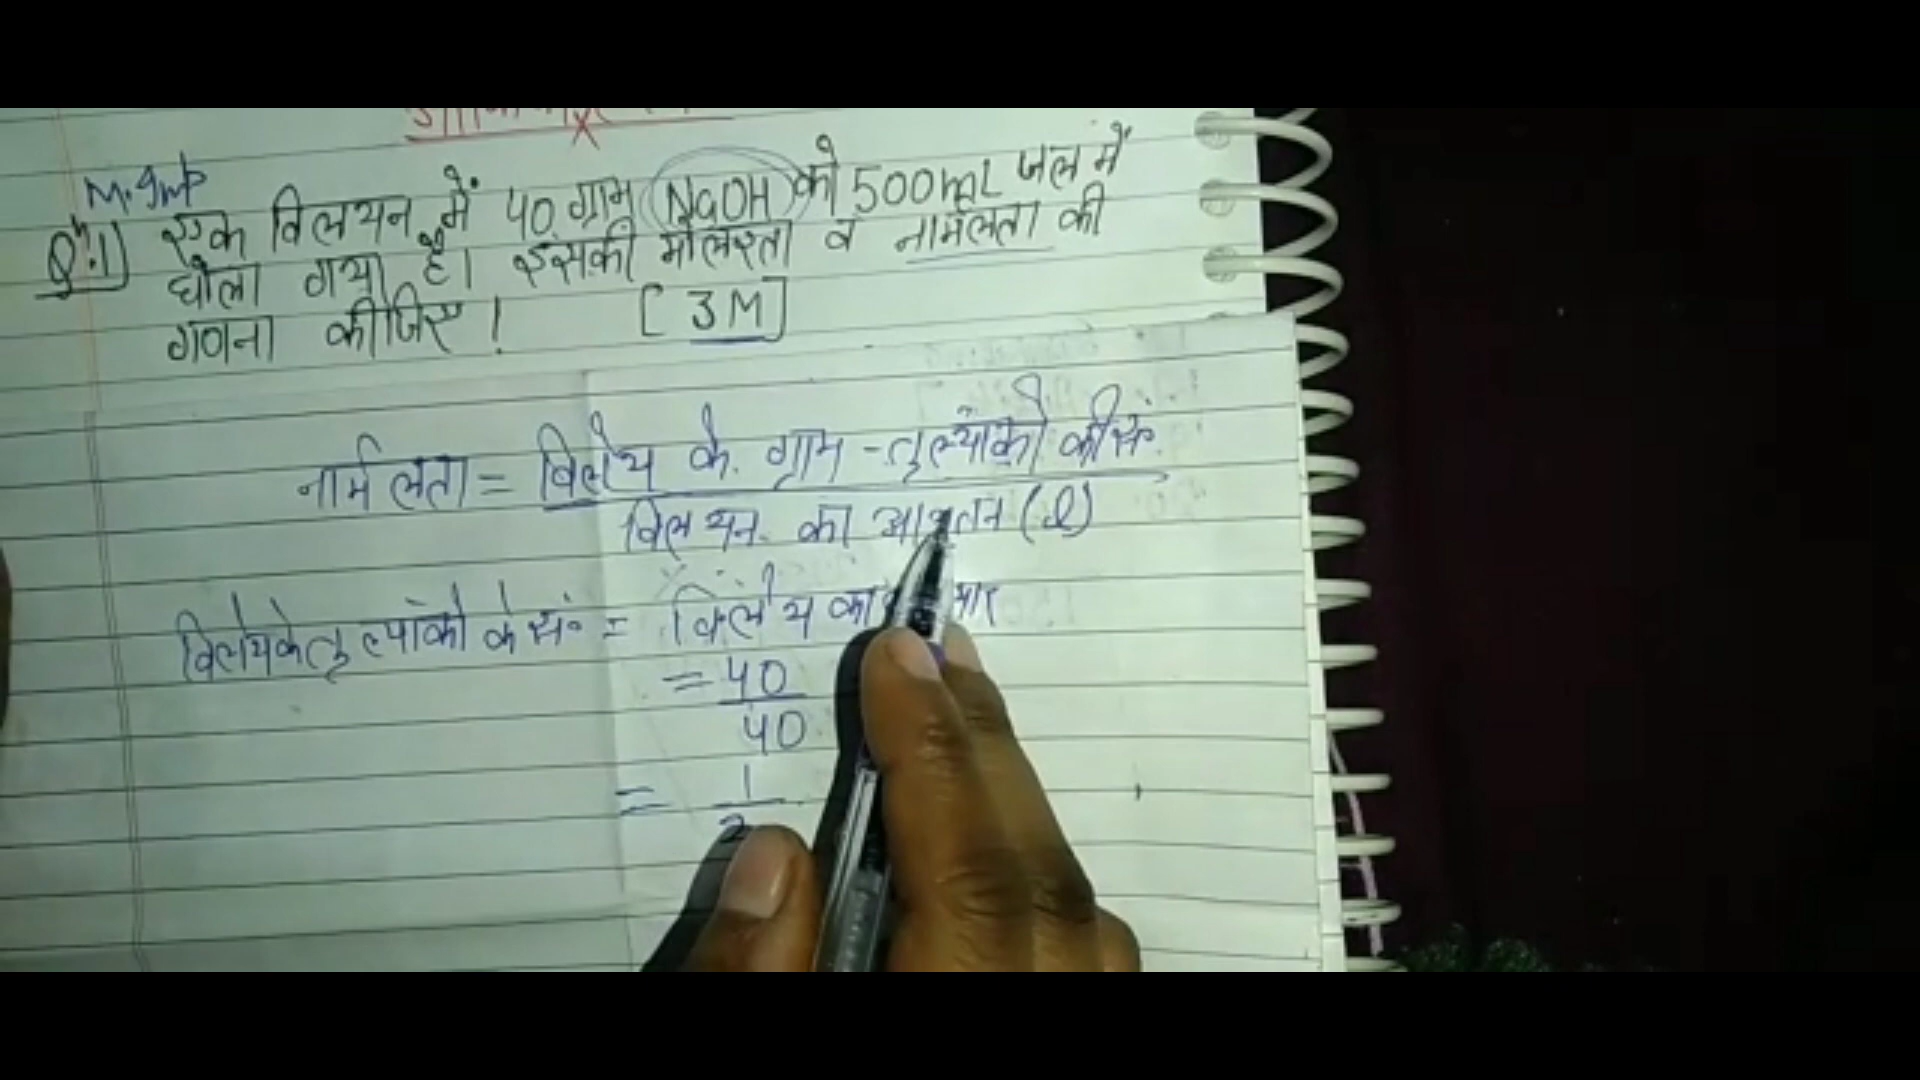 M. Imp
Qn.1) एक विलयन में 40 ग्राम NaOH को 500mL जल में
घोला गया है। इसकी मोलरता व नार्मलता की
गणना कीजिए! [3M]
नार्मलता = विलेय के ग्राम-तुल्यांको की सं.
विलयन का आयतन (l)
विलेय के तुल्यांको के सं॰ = विलेय का भार
= 40
40
= 1